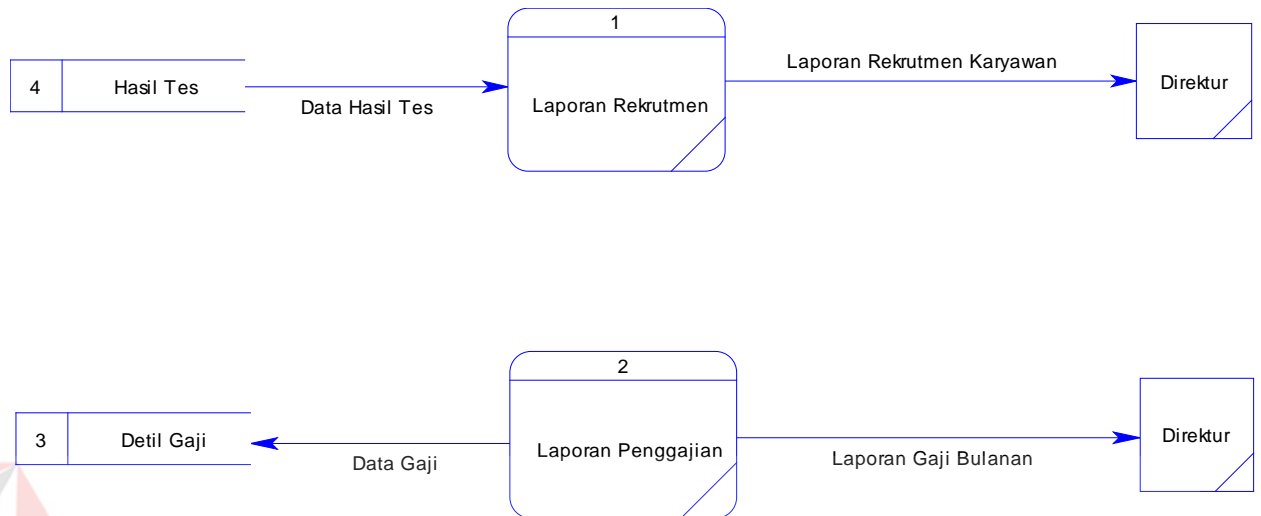 1
4 Hasil Tes
Data Hasil Tes
Laporan Rekrutmen
Laporan Rekrutmen Karyawan
Direktur
2
3 Detil Gaji
Data Gaji
Laporan Penggajian
Laporan Gaji Bulanan
Direktur